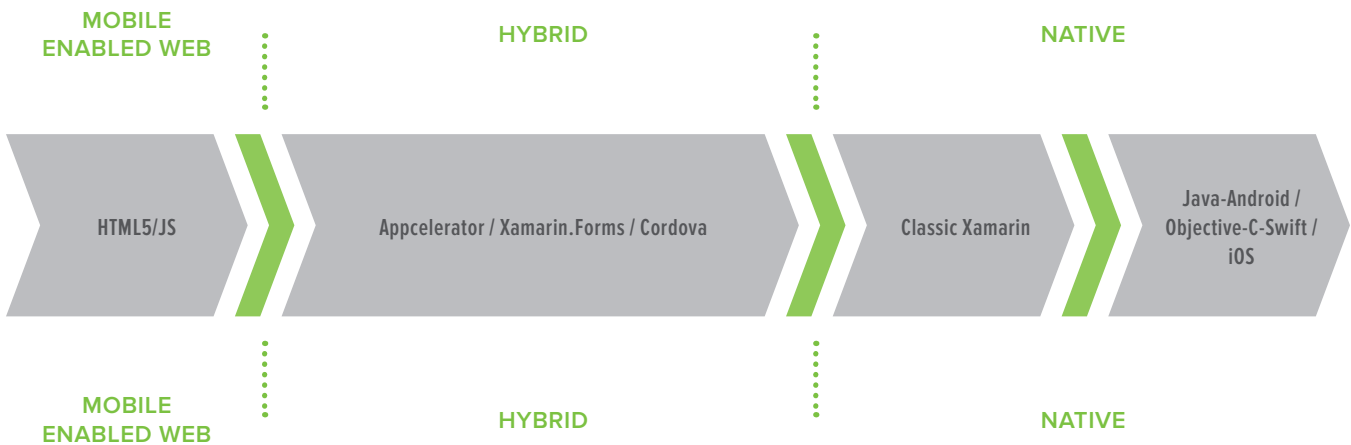 MOBILE
ENABLED WEB
HYBRID
NATIVE
HTML5/JS
Appcelerator / Xamarin.Forms / Cordova
Classic Xamarin
Java-Android /
Objective-C-Swift /
iOS
MOBILE
ENABLED WEB
HYBRID
NATIVE